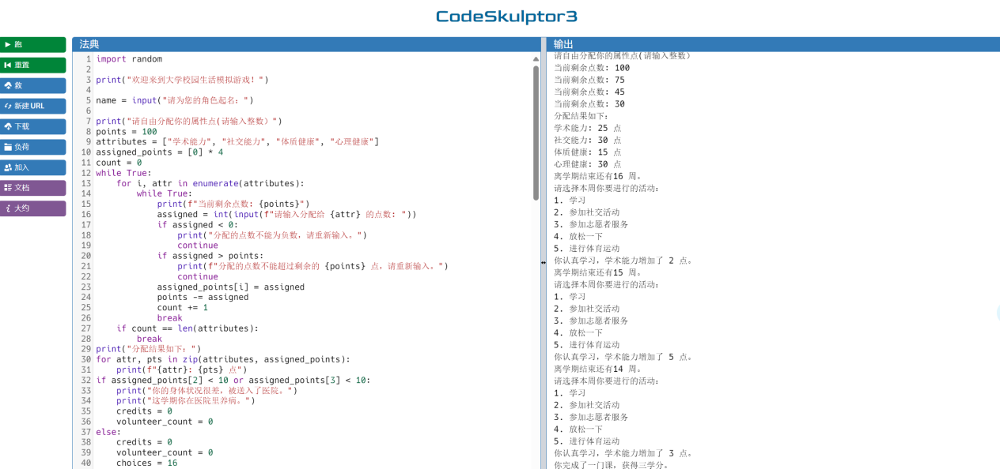 CodeSkulptor3
跑
重置
救
新建URL
下载
负荷
加入
文档
大约
法典
1 import random
2
3 print("欢迎来到大学校园生活模拟游戏！")
4
5 name = input("请为您的角色起名：")
6
7 print("请自由分配你的属性点(请输入整数）")
8 points = 100
9 attributes = ["学术能力", "社交能力", "体质健康", "心理健康"]
10 assigned_points = [0] * 4
11 count = 0
12 while True:
13     for i, attr in enumerate(attributes):
14         while True:
15             print(f"当前剩余点数: {points}")
16             assigned = int(input(f"请输入分配给 {attr} 的点数: "))
17             if assigned < 0:
18                 print("分配的点数不能为负数，请重新输入。")
19                 continue
20             if assigned > points:
21                 print(f"分配的点数不能超过剩余的 {points} 点，请重新输入。")
22                 continue
23             assigned_points[i] = assigned
24             points -= assigned
25             count += 1
26             break
27     if count == len(attributes):
28         break
29 print("分配结果如下：")
30 for attr, pts in zip(attributes, assigned_points):
31     print(f"{attr}: {pts} 点")
32 if assigned_points[2] < 10 or assigned_points[3] < 10:
33     print("你的身体状况很差，被送入了医院。")
34     print("这学期你在医院里养病。")
35     credits = 0
36     volunteer_count = 0
37 else:
38     credits = 0
39     volunteer_count = 0
40     choices = 16
输出
请自由分配你的属性点(请输入整数）
当前剩余点数: 100
当前剩余点数: 75
当前剩余点数: 45
当前剩余点数: 30
分配结果如下：
学术能力: 25 点
社交能力: 30 点
体质健康: 15 点
心理健康: 30 点
离学期结束还有16 周。
请选择本周你要进行的活动：
1. 学习
2. 参加社交活动
3. 参加志愿者服务
4. 放松一下
5. 进行体育运动
你认真学习，学术能力增加了 2 点。
离学期结束还有15 周。
请选择本周你要进行的活动：
1. 学习
2. 参加社交活动
3. 参加志愿者服务
4. 放松一下
5. 进行体育运动
你认真学习，学术能力增加了 5 点。
离学期结束还有14 周。
请选择本周你要进行的活动：
1. 学习
2. 参加社交活动
3. 参加志愿者服务
4. 放松一下
5. 进行体育运动
你认真学习，学术能力增加了 3 点。
你完成了一门课，获得三学分。